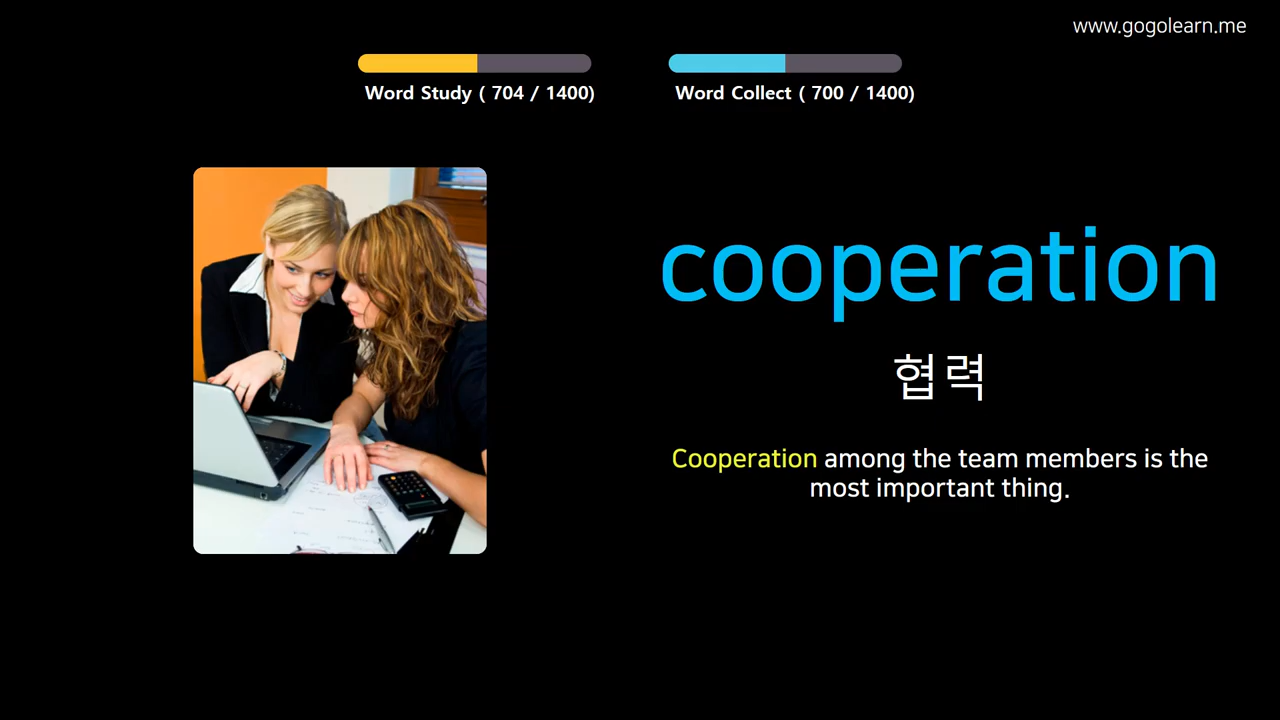 www.gogolearn.me
Word Study ( 704 / 1400)
Word Collect ( 700 / 1400)
cooperation
협력
Cooperation among the team members is the
most important thing.